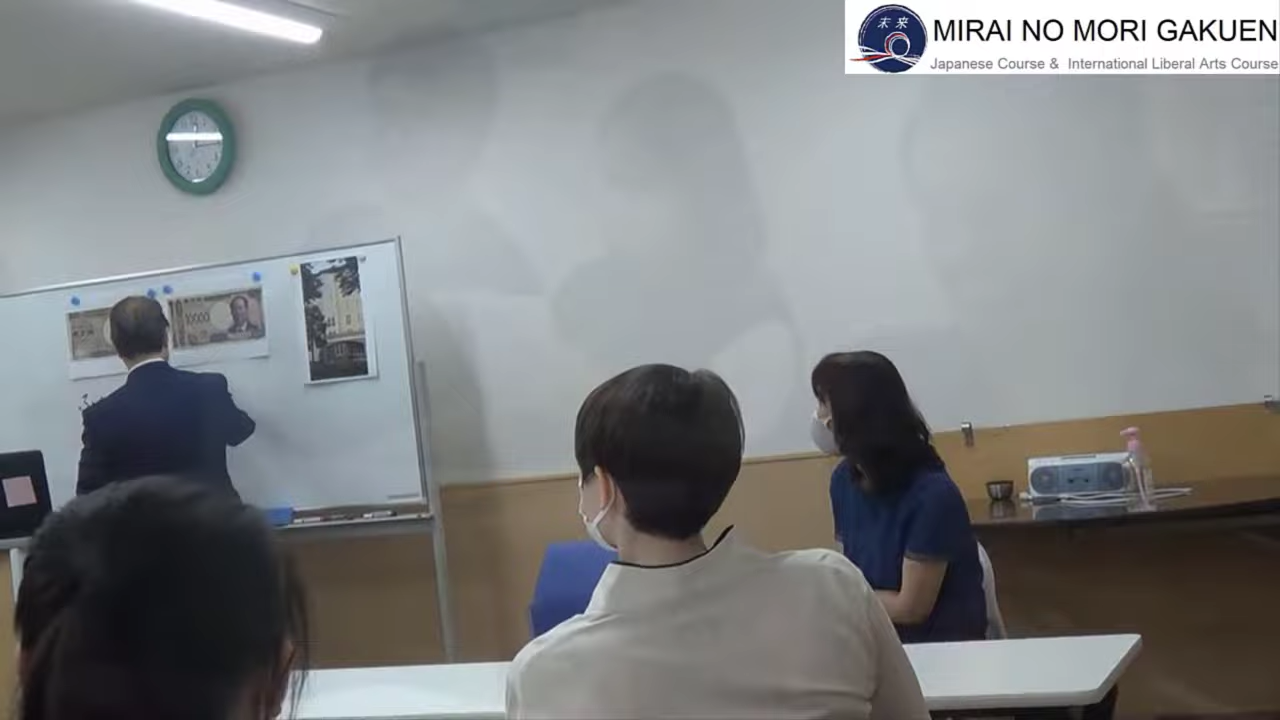 未来
MIRAI NO MORI GAKUEN
Japanese Course & International Liberal Arts Course
10000